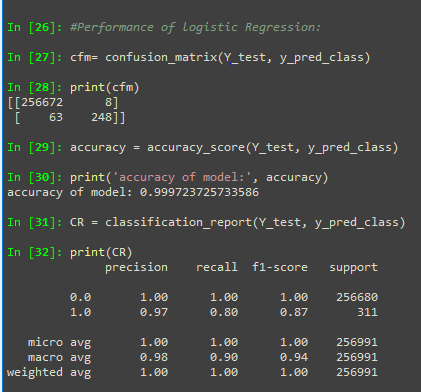 In [26]: #Performance of logistic Regression:
In [27]: cfm= confusion_matrix(Y_test, y_pred_class)
In [28]: print(cfm)
[[256672      8]
 [    63    248]]
In [29]: accuracy = accuracy_score(Y_test, y_pred_class)
In [30]: print('accuracy of model:', accuracy)
accuracy of model: 0.999723725733586
In [31]: CR = classification_report(Y_test, y_pred_class)
In [32]: print(CR)
              precision    recall  f1-score   support
         0.0       1.00      1.00      1.00    256680
         1.0       0.97      0.80      0.87       311
   micro avg       1.00      1.00      1.00    256991
   macro avg       0.98      0.90      0.94    256991
weighted avg       1.00      1.00      1.00    256991